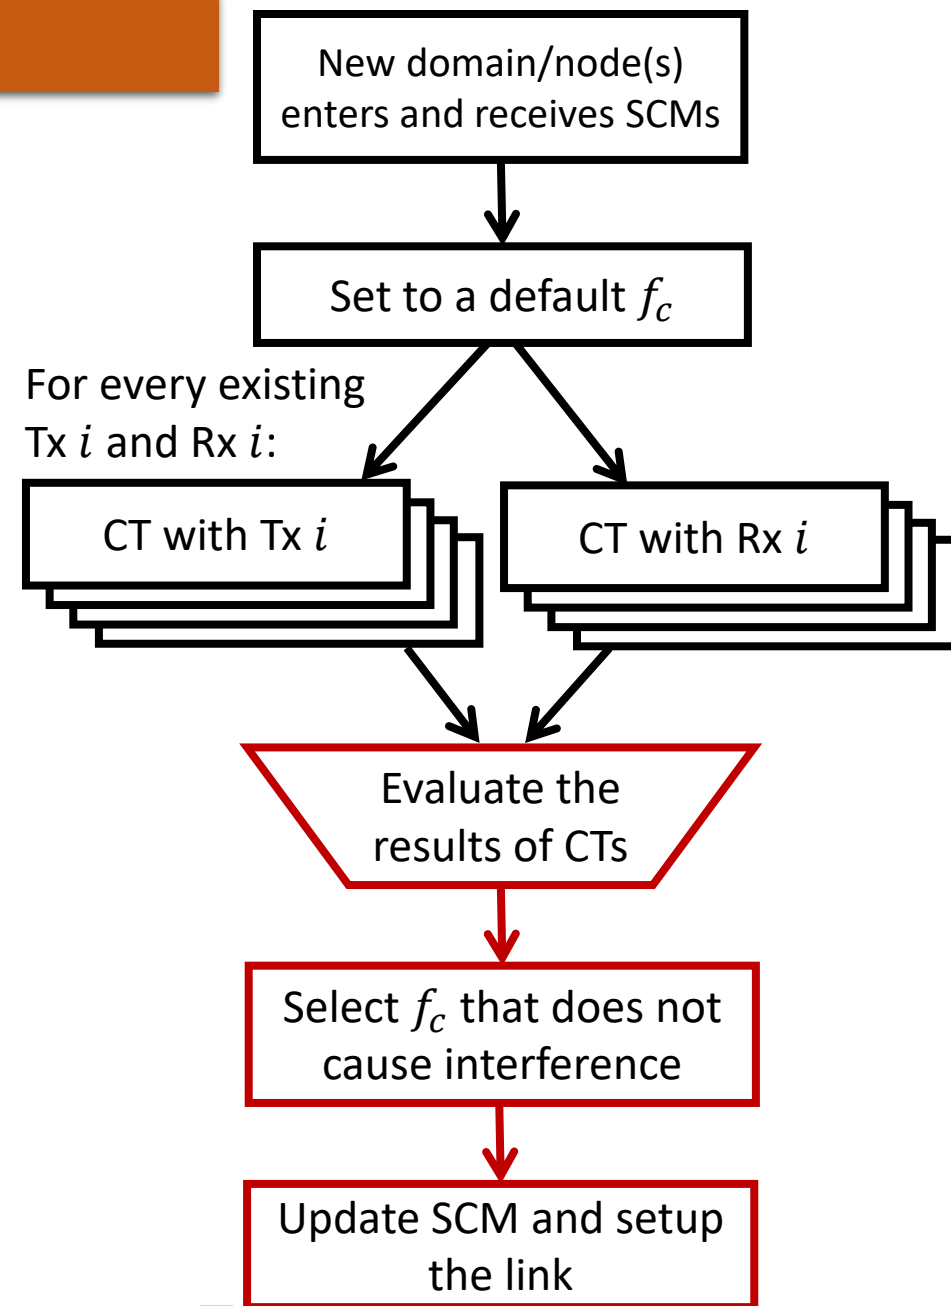 New domain/node(s)
enters and receives SCMs
Set to a default f_c
For every existing
Tx i and Rx i:
CT with Tx i
CT with Rx i
Evaluate the
results of CTs
Select f_c that does not
cause interference
Update SCM and setup
the link